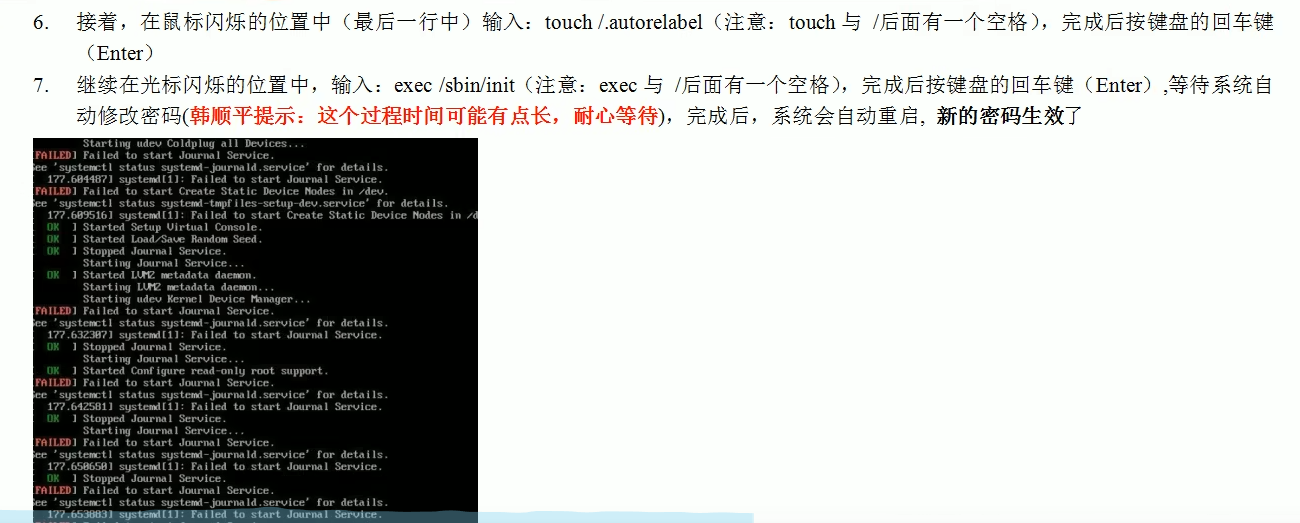 6. 接着，在鼠标闪烁的位置中（最后一行中）输入：touch /.autorelabel（注意：touch 与 /后面有一个空格），完成后按键盘的回车键
（Enter）
7. 继续在光标闪烁的位置中，输入：exec /sbin/init（注意：exec 与 /后面有一个空格），完成后按键盘的回车键（Enter）,等待系统自
动修改密码(韩顺平提示：这个过程时间可能有点长，耐心等待)，完成后，系统会自动重启, 新的密码生效了
Starting udev Coldplug all Devices...
[FAILED] Failed to start Journal Service.
See 'systemctl status systemd-journald.service' for details.
177.604487] systemd[1]: Failed to start Journal Service.
[FAILED] Failed to start Create Static Device Nodes in /dev.
See 'systemctl status systemd-tmpfiles-setup-dev.service' for details.
177.609516] systemd[1]: Failed to start Create Static Device Nodes in /d
OK ] Started Setup Virtual Console.
OK ] Started Load/Save Random Seed.
OK ] Stopped Journal Service.
Starting Journal Service...
OK ] Started LVM2 metadata daemon.
Starting LVM2 metadata daemon...
Starting udev Kernel Device Manager...
[FAILED] Failed to start Journal Service.
See 'systemctl status systemd-journald.service' for details.
177.632307] systemd[1]: Failed to start Journal Service.
OK ] Stopped Journal Service.
Starting Journal Service...
OK ] Started Configure read-only root support.
[FAILED] Failed to start Journal Service.
See 'systemctl status systemd-journald.service' for details.
177.642581] systemd[1]: Failed to start Journal Service.
OK ] Stopped Journal Service.
Starting Journal Service...
[FAILED] Failed to start Journal Service.
See 'systemctl status systemd-journald.service' for details.
177.650650] systemd[1]: Failed to start Journal Service.
OK ] Stopped Journal Service.
[FAILED] Failed to start Journal Service.
See 'systemctl status systemd-journald.service' for details.
177.653883] systemd[1]: Failed to start Journal Service.